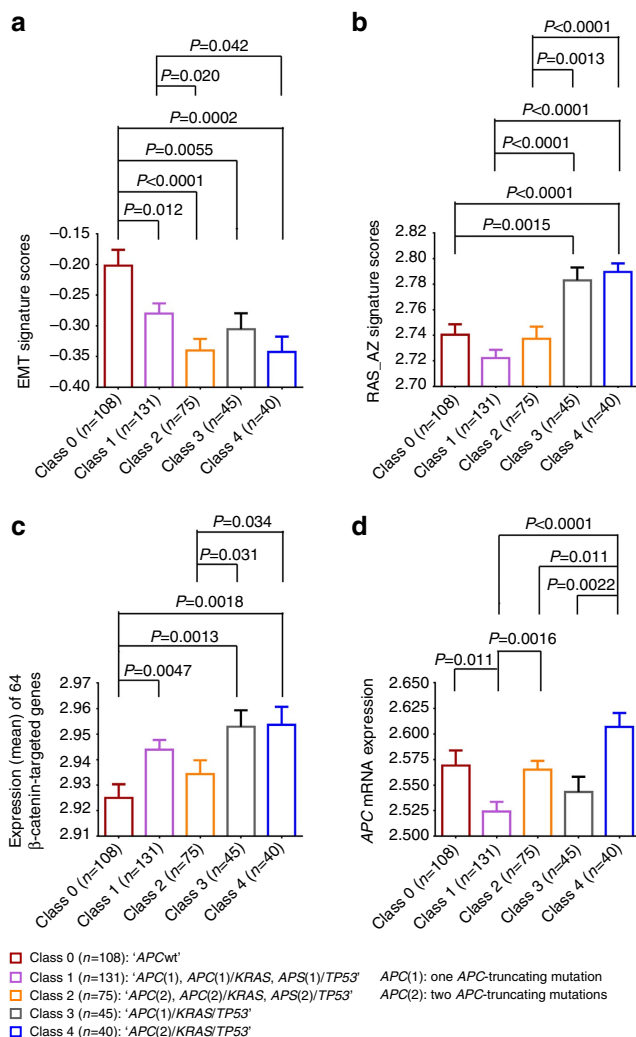 a
P=0.042
P=0.020
P=0.0002
P=0.0055
P<0.0001
P=0.012
EMT signature scores
−0.15
−0.20
−0.25
−0.30
−0.35
−0.40
Class 0 (n=108)
Class 1 (n=131)
Class 2 (n=75)
Class 3 (n=45)
Class 4 (n=40)
b
P<0.0001
P=0.0013
P<0.0001
P<0.0001
P<0.0001
P=0.0015
RAS_AZ signature scores
2.82
2.80
2.78
2.76
2.74
2.72
2.70
Class 0 (n=108)
Class 1 (n=131)
Class 2 (n=75)
Class 3 (n=45)
Class 4 (n=40)
c
P=0.034
P=0.031
P=0.0018
P=0.0013
P=0.0047
Expression (mean) of 64
β-catenin-targeted genes
2.97
2.96
2.95
2.94
2.93
2.92
2.91
Class 0 (n=108)
Class 1 (n=131)
Class 2 (n=75)
Class 3 (n=45)
Class 4 (n=40)
d
P<0.0001
P=0.011
P=0.0022
P=0.0016
P=0.011
APC mRNA expression
2.650
2.625
2.600
2.575
2.550
2.525
2.500
Class 0 (n=108)
Class 1 (n=131)
Class 2 (n=75)
Class 3 (n=45)
Class 4 (n=40)
Class 0 (n=108): ‘APCwt’
Class 1 (n=131): ‘APC(1), APC(1)/KRAS, APS(1)/TP53’ APC(1): one APC-truncating mutation
Class 2 (n=75): ‘APC(2), APC(2)/KRAS, APS(2)/TP53’ APC(2): two APC-truncating mutations
Class 3 (n=45): ‘APC(1)/KRAS/TP53’
Class 4 (n=40): ‘APC(2)/KRAS/TP53’